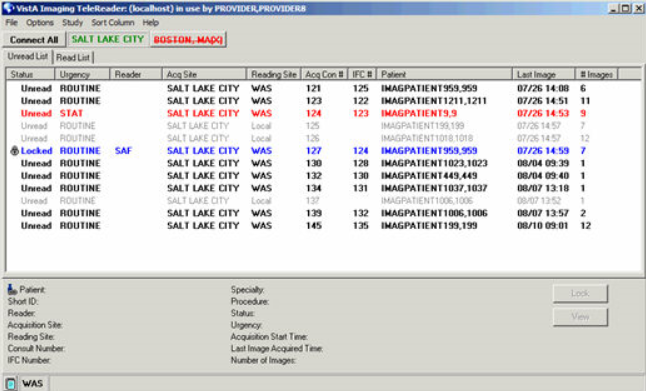 VistA Imaging TeleReader: (localhost) in use by PROVIDER,PROVIDER8
File Options Study Sort Column Help
Connect All SALT LAKE CITY BOSTON, MA(X)
Unread List Read List
Status Urgency Reader Acq Site Reading Site Acq Con # IFC # Patient Last Image # Images
Unread ROUTINE SALT LAKE CITY WAS 121 125 IMAGPATIENT959,959 07/26 14:08 6
Unread ROUTINE SALT LAKE CITY WAS 123 122 IMAGPATIENT1211,1211 07/26 14:51 11
Unread STAT SALT LAKE CITY WAS 124 123 IMAGPATIENT9,9 07/26 14:53 9
Unread ROUTINE SALT LAKE CITY Local 125 IMAGPATIENT199,199 07/26 14:57 7
Unread ROUTINE SALT LAKE CITY Local 126 IMAGPATIENT1018,1018 07/26 14:57 12
Locked ROUTINE SAF SALT LAKE CITY WAS 127 124 IMAGPATIENT959,959 07/26 14:59 7
Unread ROUTINE SALT LAKE CITY WAS 130 128 IMAGPATIENT1023,1023 08/04 09:39 1
Unread ROUTINE SALT LAKE CITY WAS 132 130 IMAGPATIENT449,449 08/04 09:40 1
Unread ROUTINE SALT LAKE CITY WAS 134 131 IMAGPATIENT1037,1037 08/07 13:18 1
Unread ROUTINE SALT LAKE CITY Local 137 IMAGPATIENT1006,1006 08/07 13:52 1
Unread ROUTINE SALT LAKE CITY WAS 139 132 IMAGPATIENT1006,1006 08/07 13:57 2
Unread ROUTINE SALT LAKE CITY WAS 145 135 IMAGPATIENT199,199 08/10 09:01 12
Patient: Specialty:
Short ID: Procedure: Lock
Reader: Status:
Acquisition Site: Urgency: View
Reading Site: Acquisition Start Time:
Consult Number: Last Image Acquired Time:
IFC Number: Number of Images:
WAS